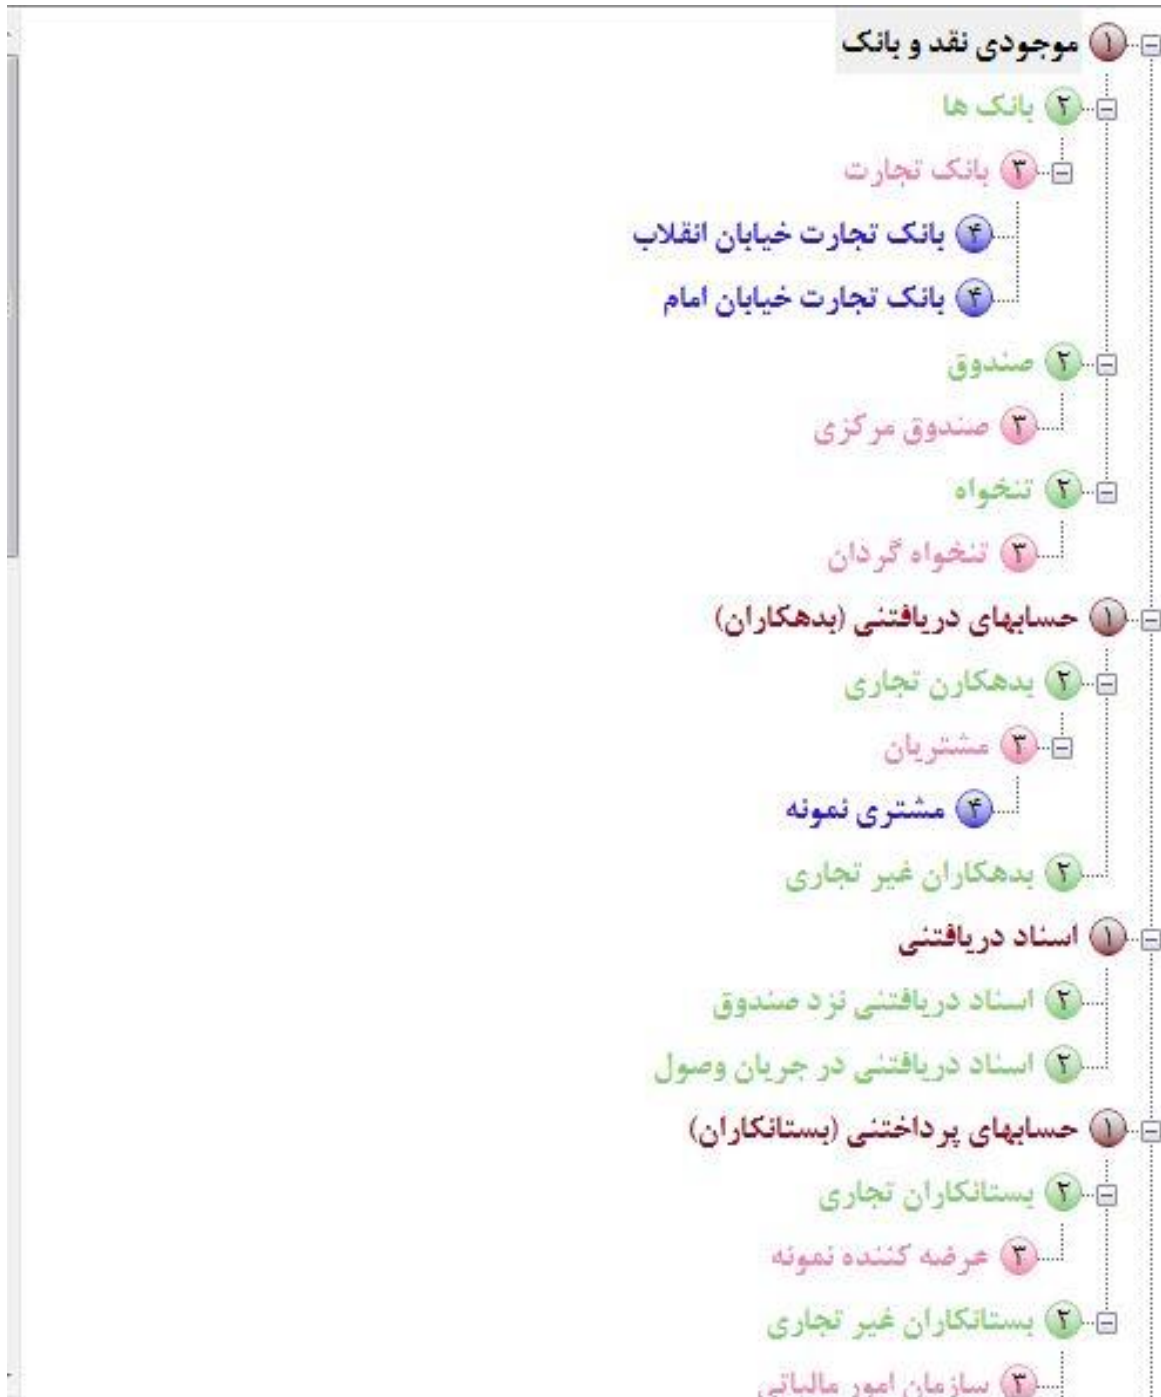 ۱ موجودی نقد و بانک
۲ بانک ها
۳ بانک تجارت
۴ بانک تجارت خیابان انقلاب
۴ بانک تجارت خیابان امام
۲ صندوق
۳ صندوق مرکزی
۲ تنخواه
۳ تنخواه گردان
۱ حسابهای دریافتنی (بدهکاران)
۲ بدهکارن تجاری
۳ مشتریان
۴ مشتری نمونه
۲ بدهکاران غیر تجاری
۱ اسناد دریافتنی
۲ اسناد دریافتنی نزد صندوق
۲ اسناد دریافتنی در جریان وصول
۱ حسابهای پرداختنی (بستانکاران)
۲ بستانکاران تجاری
۳ عرضه کننده نمونه
۲ بستانکاران غیر تجاری
۳ سازمان امور مالیاتی